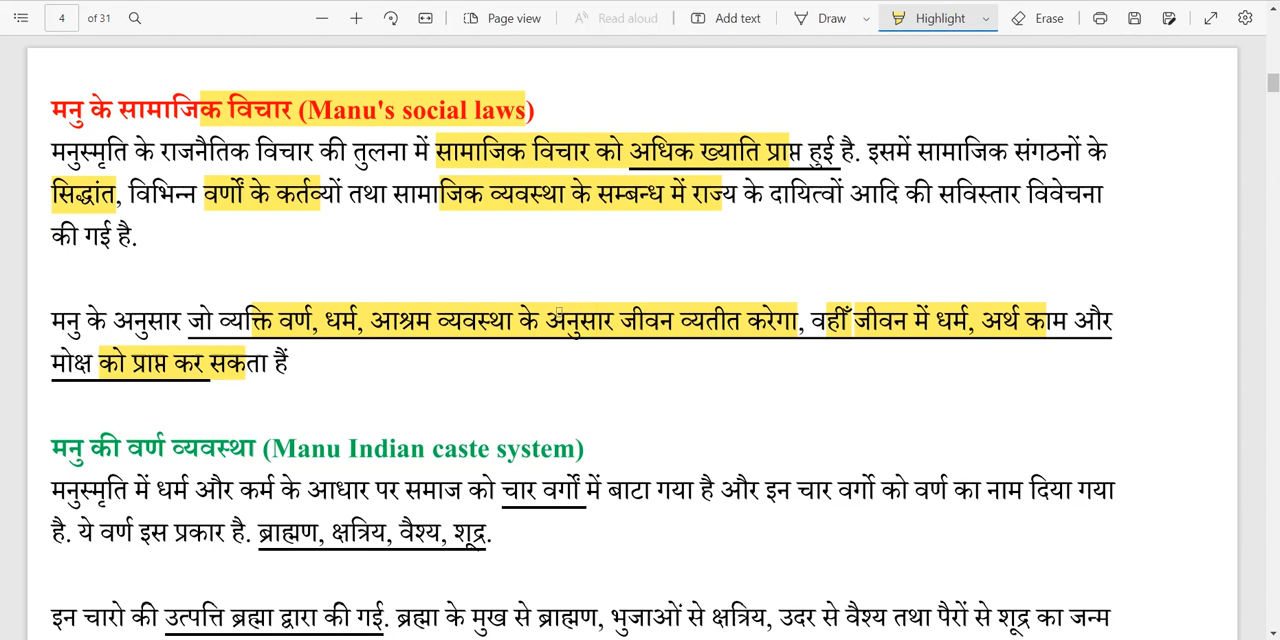 4 of 31 Page view Read aloud Add text Draw Highlight Erase
मनु के सामाजिक विचार (Manu's social laws)
मनुस्मृति के राजनैतिक विचार की तुलना में सामाजिक विचार को अधिक ख्याति प्राप्त हुई है. इसमें सामाजिक संगठनों के
सिद्धांत, विभिन्न वर्णों के कर्तव्यों तथा सामाजिक व्यवस्था के सम्बन्ध में राज्य के दायित्वों आदि की सविस्तार विवेचना
की गई है.
मनु के अनुसार जो व्यक्ति वर्ण, धर्म, आश्रम व्यवस्था के अनुसार जीवन व्यतीत करेगा, वहीँ जीवन में धर्म, अर्थ काम और
मोक्ष को प्राप्त कर सकता हैं
मनु की वर्ण व्यवस्था (Manu Indian caste system)
मनुस्मृति में धर्म और कर्म के आधार पर समाज को चार वर्गों में बाटा गया है और इन चार वर्गो को वर्ण का नाम दिया गया
है. ये वर्ण इस प्रकार है. ब्राह्मण, क्षत्रिय, वैश्य, शूद्र.
इन चारो की उत्पत्ति ब्रह्मा द्वारा की गई. ब्रह्मा के मुख से ब्राह्मण, भुजाओं से क्षत्रिय, उदर से वैश्य तथा पैरों से शूद्र का जन्म